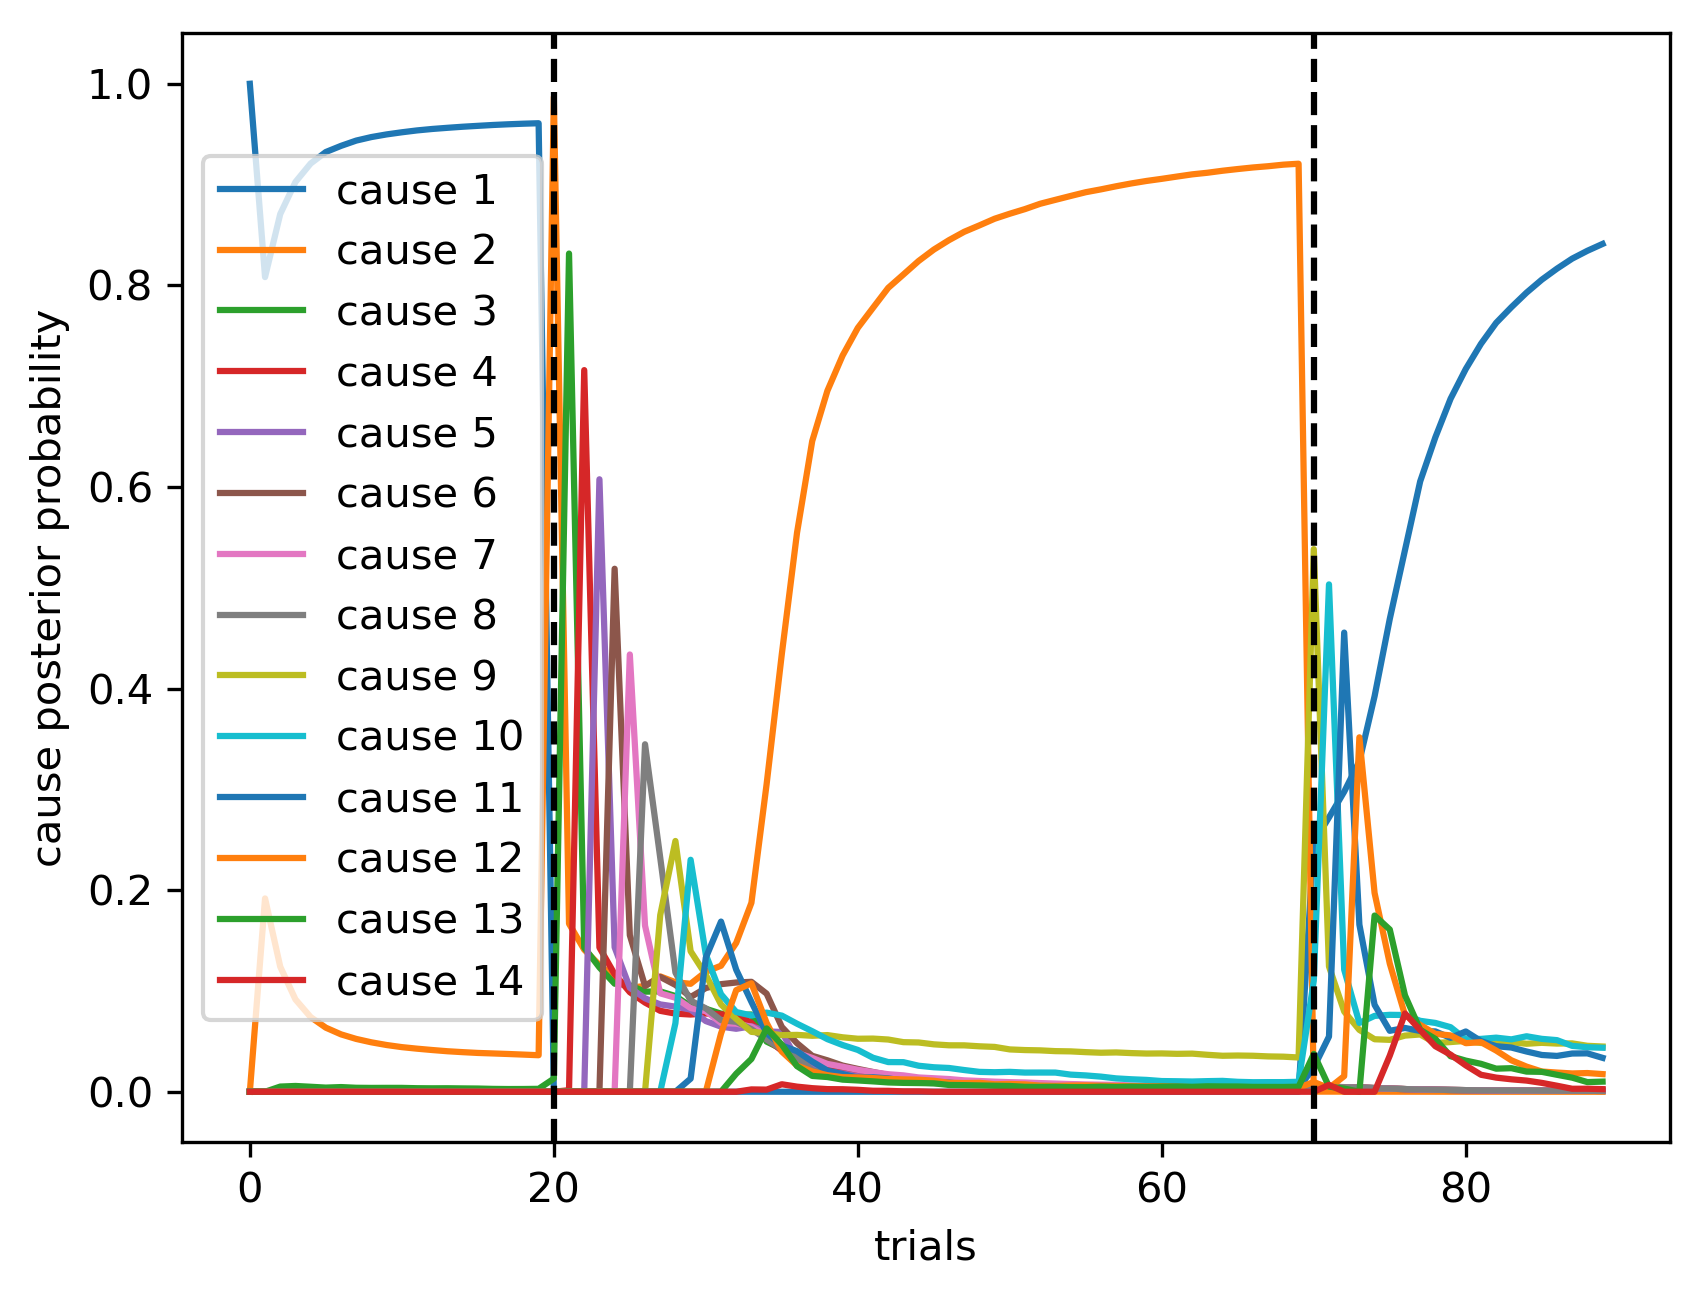 1.0
0.8
0.6
0.4
0.2
0.0
cause posterior probability
cause 1
cause 2
cause 3
cause 4
cause 5
cause 6
cause 7
cause 8
cause 9
cause 10
cause 11
cause 12
cause 13
cause 14
0
20
40
60
80
trials